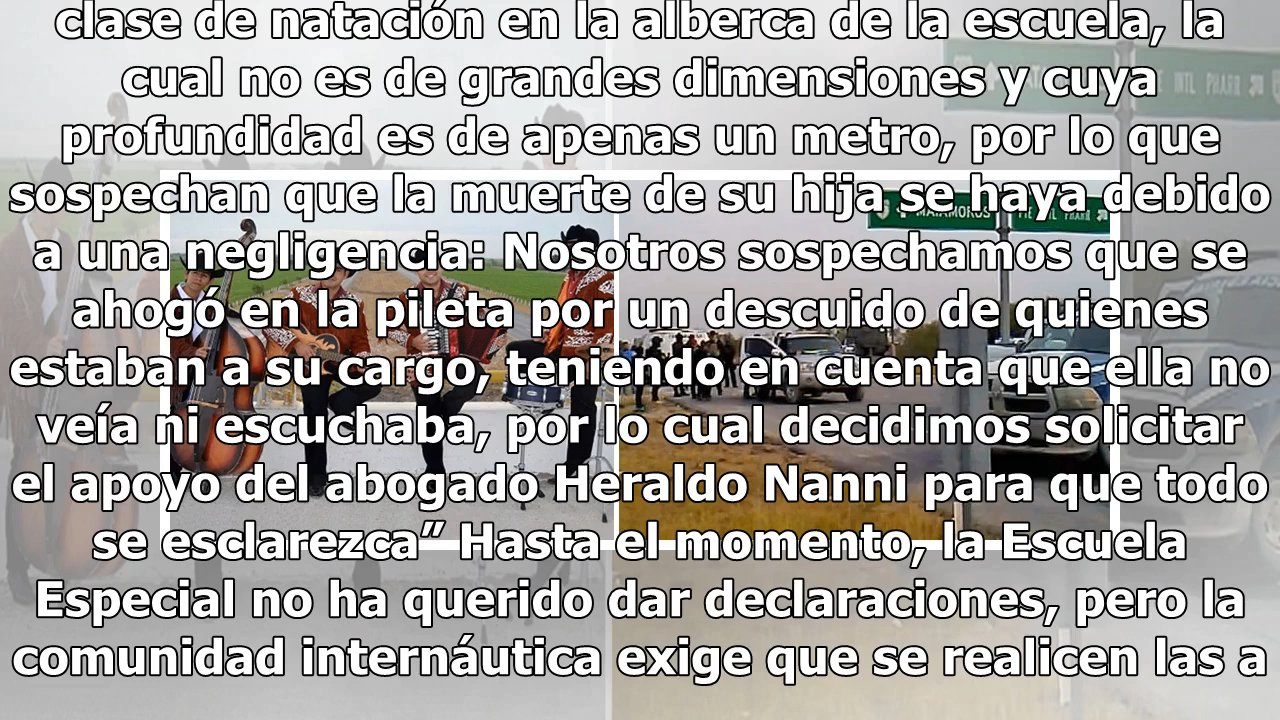 clase de natación en la alberca de la escuela, la
cual no es de grandes dimensiones y cuya
profundidad es de apenas un metro, por lo que
sospechan que la muerte de su hija se haya debido
a una negligencia: Nosotros sospechamos que se
ahogó en la pileta por un descuido de quienes
estaban a su cargo, teniendo en cuenta que ella no
veía ni escuchaba, por lo cual decidimos solicitar
el apoyo del abogado Heraldo Nanni para que todo
se esclarezca” Hasta el momento, la Escuela
Especial no ha querido dar declaraciones, pero la
comunidad internáutica exige que se realicen las a
MATAMOROS